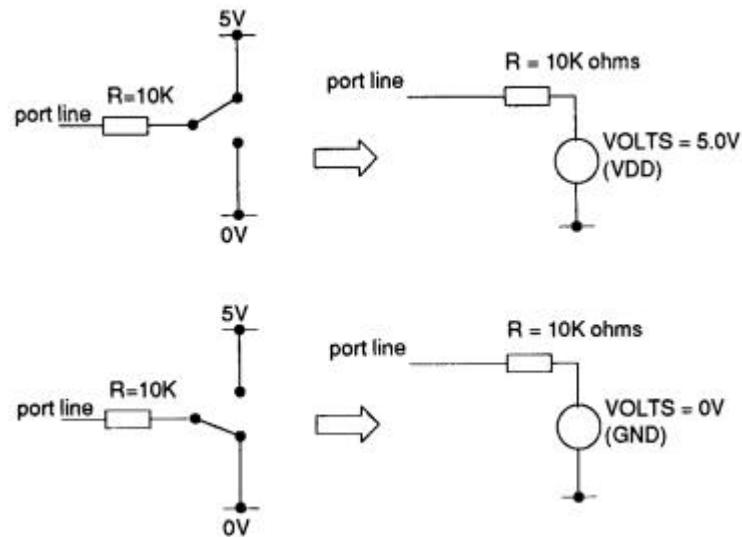 5V
R=10K
port line
0V
R = 10K ohms
port line
VOLTS = 5.0V
(VDD)
5V
R=10K
port line
0V
R = 10K ohms
port line
VOLTS = 0V
(GND)